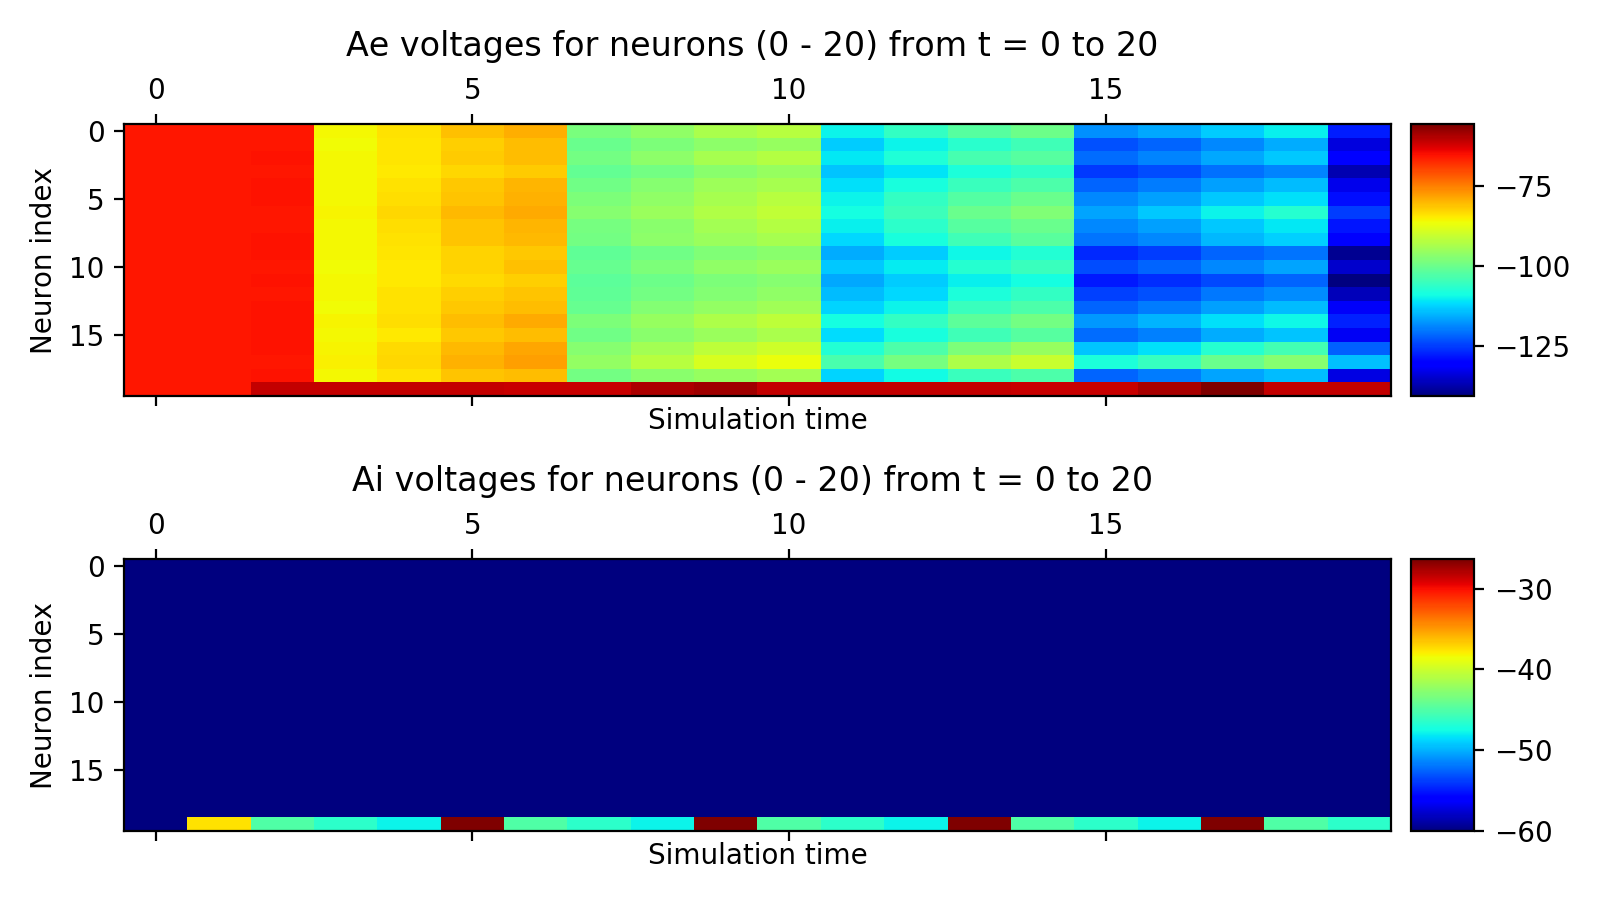 Ae voltages for neurons (0 - 20) from t = 0 to 20
0 5 10 15
Neuron index
0
5
10
15
−75
−100
−125
Simulation time
Ai voltages for neurons (0 - 20) from t = 0 to 20
0 5 10 15
Neuron index
0
5
10
15
−30
−40
−50
−60
Simulation time